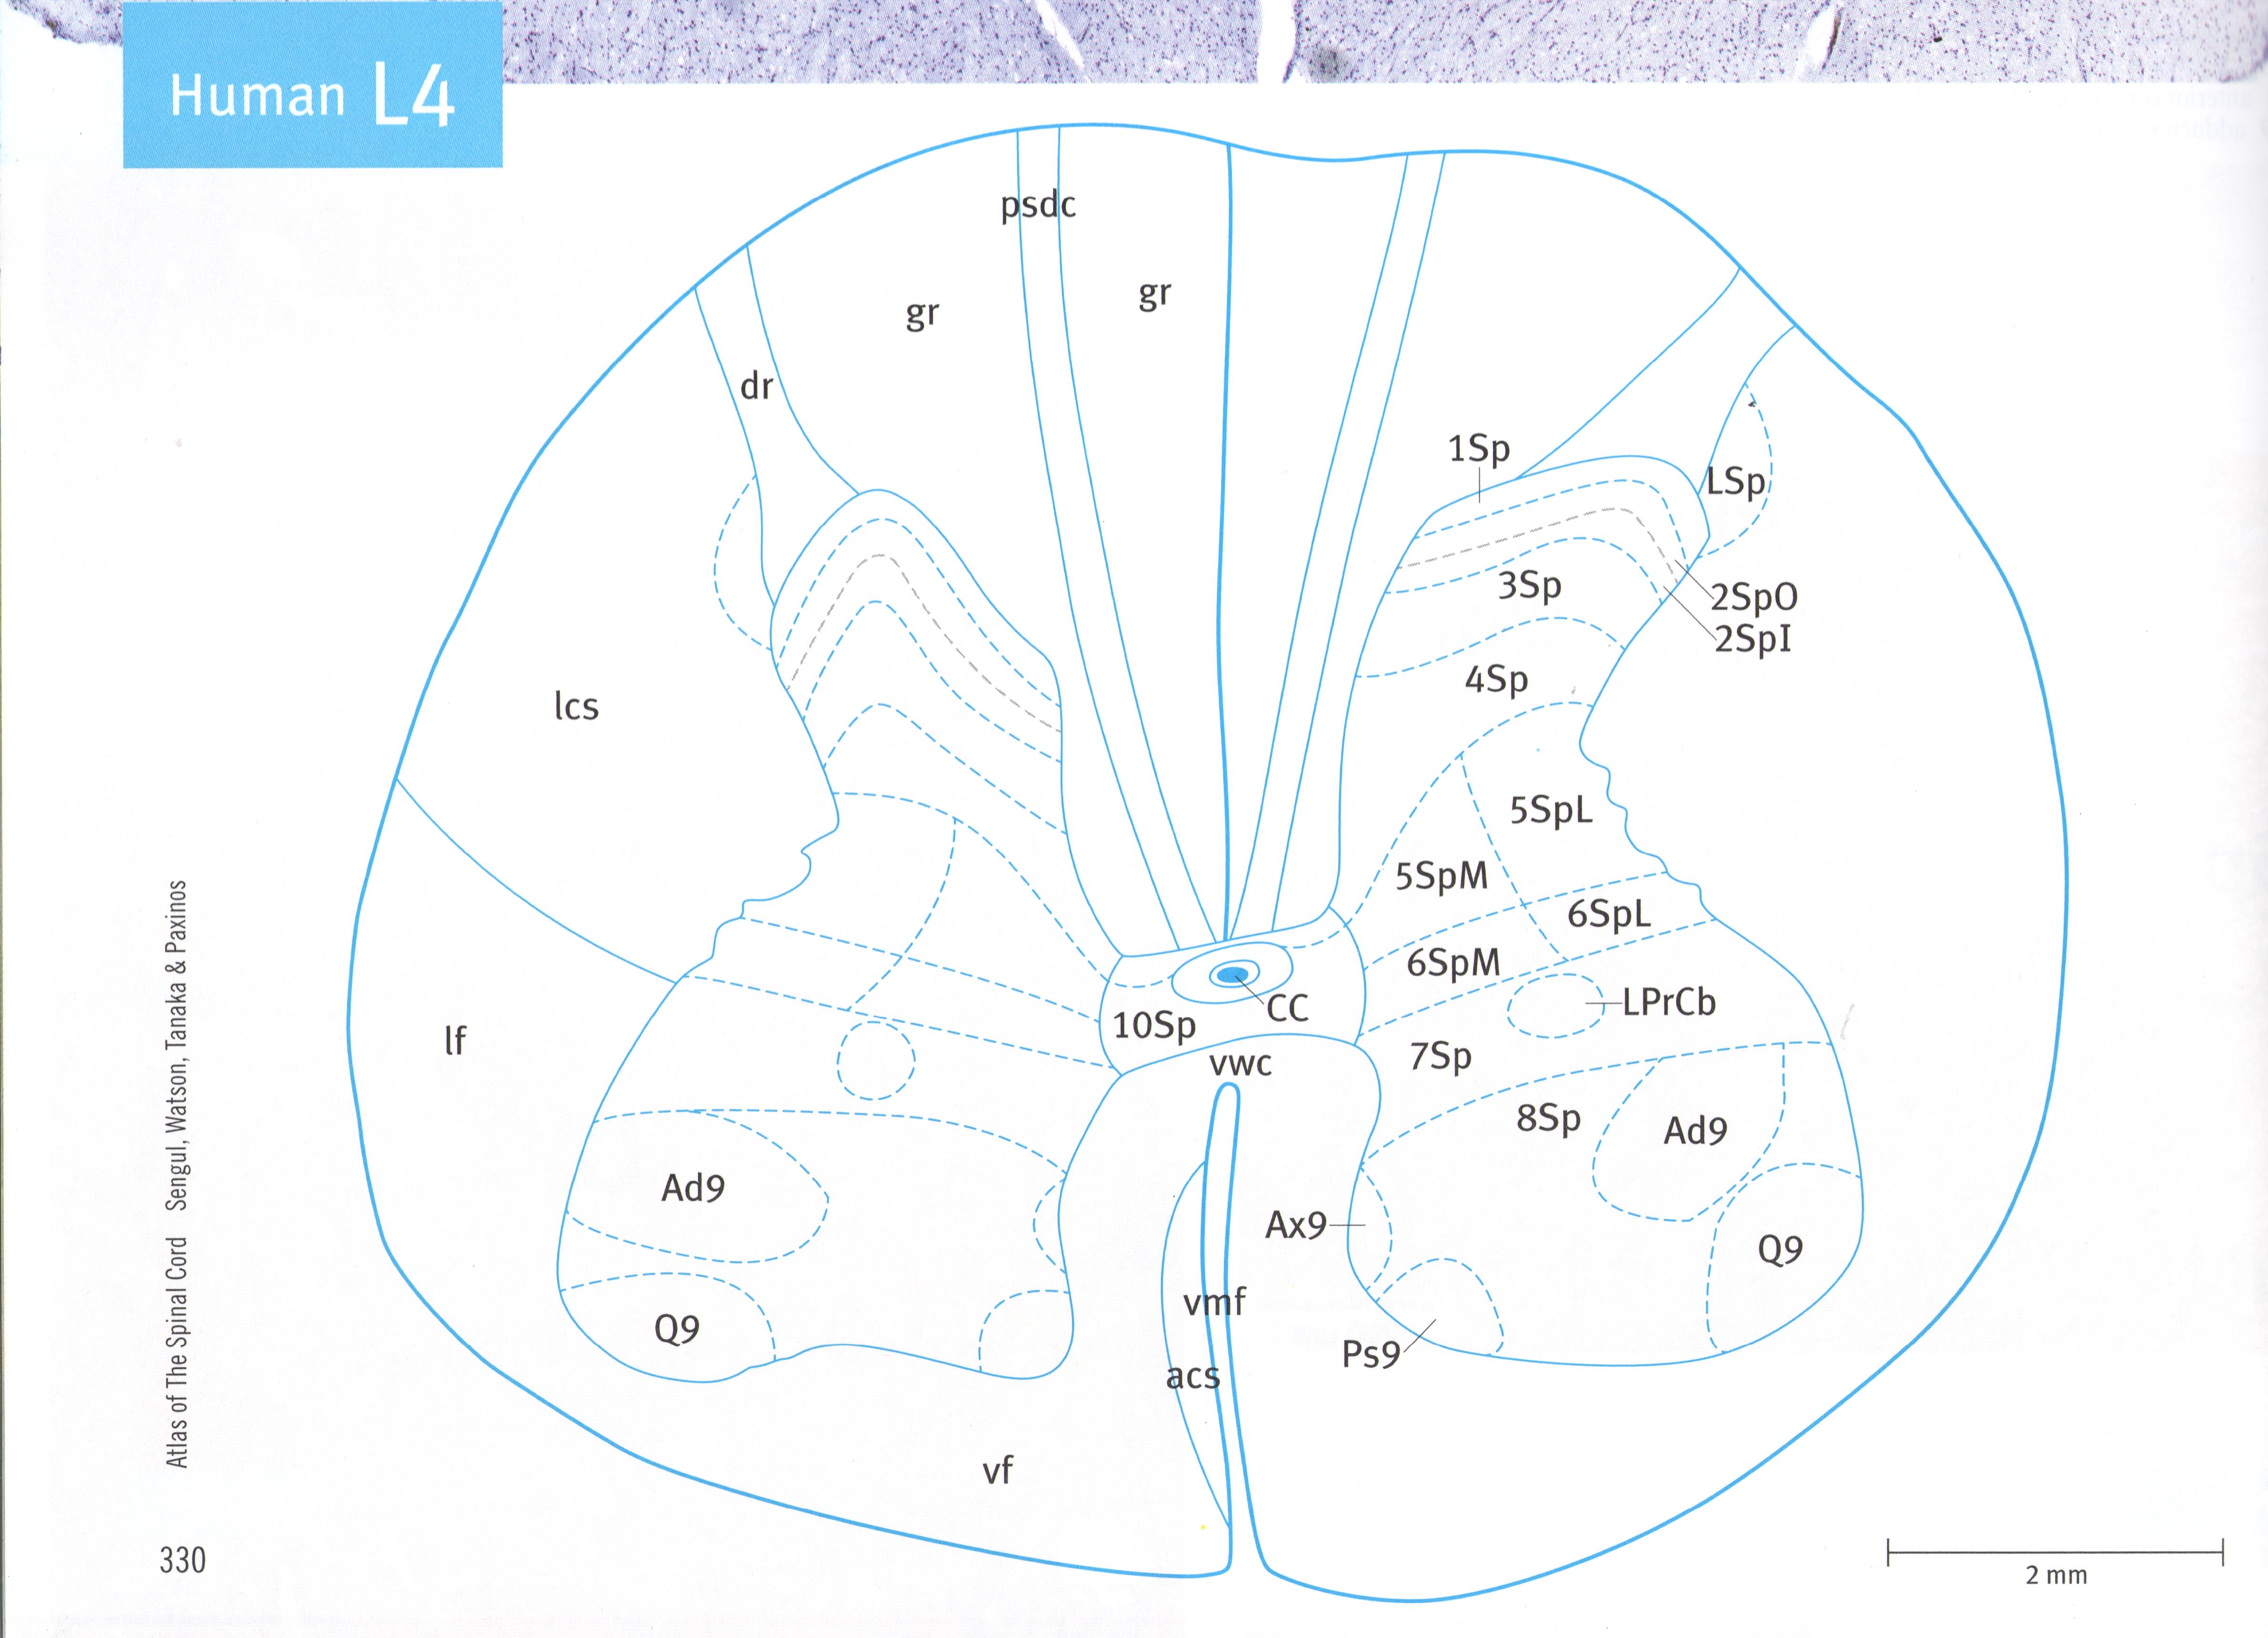 Human L4
psdc
gr
gr
dr
1Sp
LSp
3Sp
2SpO
2SpI
4Sp
lcs
5SpL
5SpM
6SpL
6SpM
LPrCb
CC
10Sp
lf
vwc
7Sp
8Sp
Ad9
Ad9
Ax9
Q9
vmf
Q9
Ps9
acs
vf
Atlas of The Spinal Cord Sengul, Watson, Tanaka & Paxinos
330
2 mm